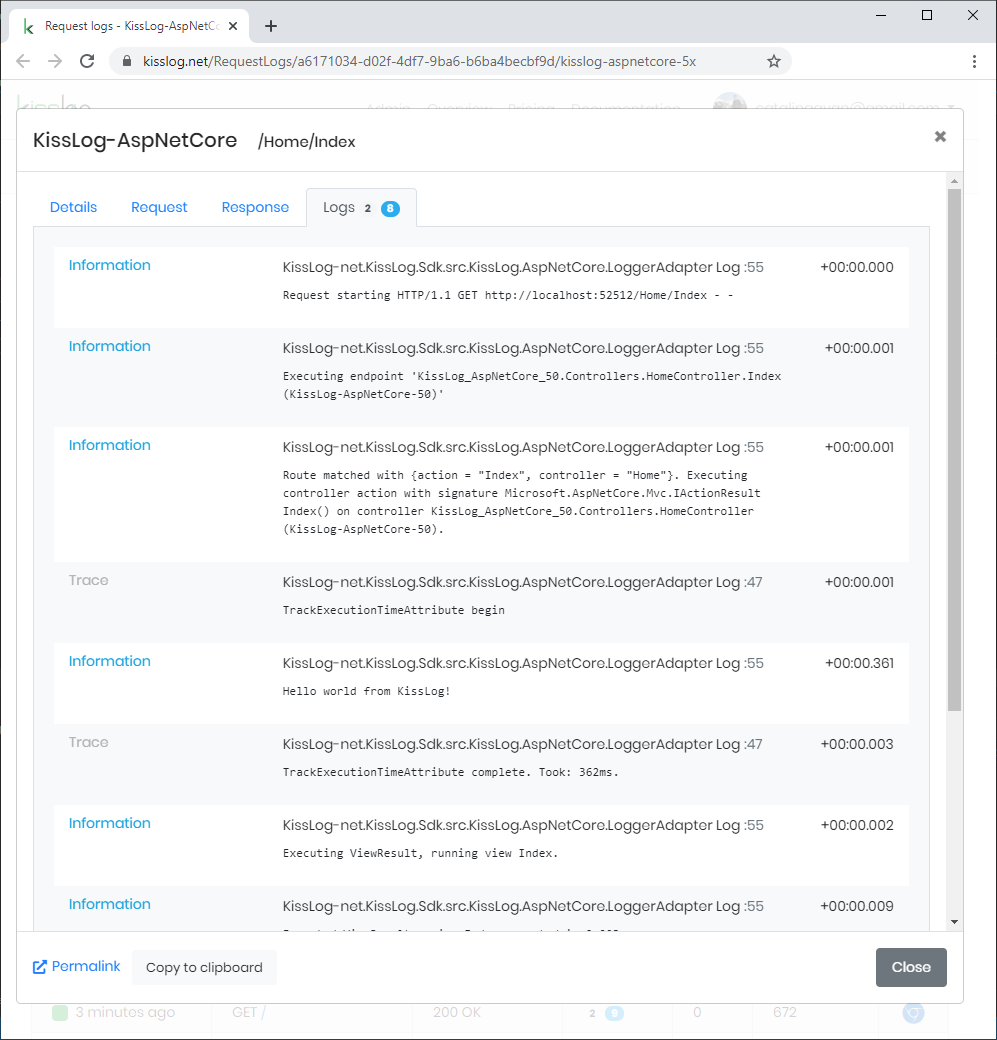 Request logs - KissLog-AspNetCo
kisslog.net/RequestLogs/a6171034-d02f-4df7-9ba6-b6ba4becbf9d/kisslog-aspnetcore-5x
Admin Overview Pricing Documentation
KissLog-AspNetCore /Home/Index
Details Request Response Logs 2 8
Information KissLog-net.KissLog.Sdk.src.KissLog.AspNetCore.LoggerAdapter Log :55 +00:00.000
Request starting HTTP/1.1 GET http://localhost:52512/Home/Index - -
Information KissLog-net.KissLog.Sdk.src.KissLog.AspNetCore.LoggerAdapter Log :55 +00:00.001
Executing endpoint 'KissLog_AspNetCore_50.Controllers.HomeController.Index
(KissLog-AspNetCore-50)'
Information KissLog-net.KissLog.Sdk.src.KissLog.AspNetCore.LoggerAdapter Log :55 +00:00.001
Route matched with {action = "Index", controller = "Home"}. Executing
controller action with signature Microsoft.AspNetCore.Mvc.IActionResult
Index() on controller KissLog_AspNetCore_50.Controllers.HomeController
(KissLog-AspNetCore-50).
Trace KissLog-net.KissLog.Sdk.src.KissLog.AspNetCore.LoggerAdapter Log :47 +00:00.001
TrackExecutionTimeAttribute begin
Information KissLog-net.KissLog.Sdk.src.KissLog.AspNetCore.LoggerAdapter Log :55 +00:00.361
Hello world from KissLog!
Trace KissLog-net.KissLog.Sdk.src.KissLog.AspNetCore.LoggerAdapter Log :47 +00:00.003
TrackExecutionTimeAttribute complete. Took: 362ms.
Information KissLog-net.KissLog.Sdk.src.KissLog.AspNetCore.LoggerAdapter Log :55 +00:00.002
Executing ViewResult, running view Index.
Information KissLog-net.KissLog.Sdk.src.KissLog.AspNetCore.LoggerAdapter Log :55 +00:00.009
Permalink Copy to clipboard Close
3 minutes ago GET / 200 OK 2 9 0 672